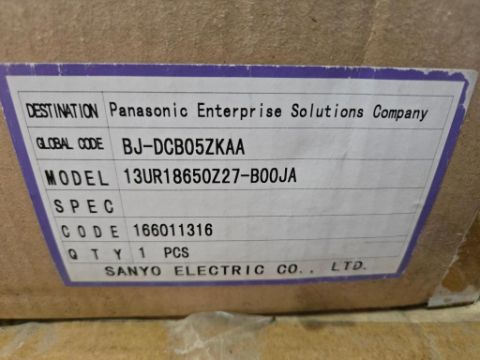 DESTINATION Panasonic Enterprise Solutions Company
GLOBAL CODE BJ-DCB05ZKAA
MODEL 13UR18650Z27-B00JA
SPEC
CODE 166011316
QTY 1 PCS
SANYO ELECTRIC CO., LTD.